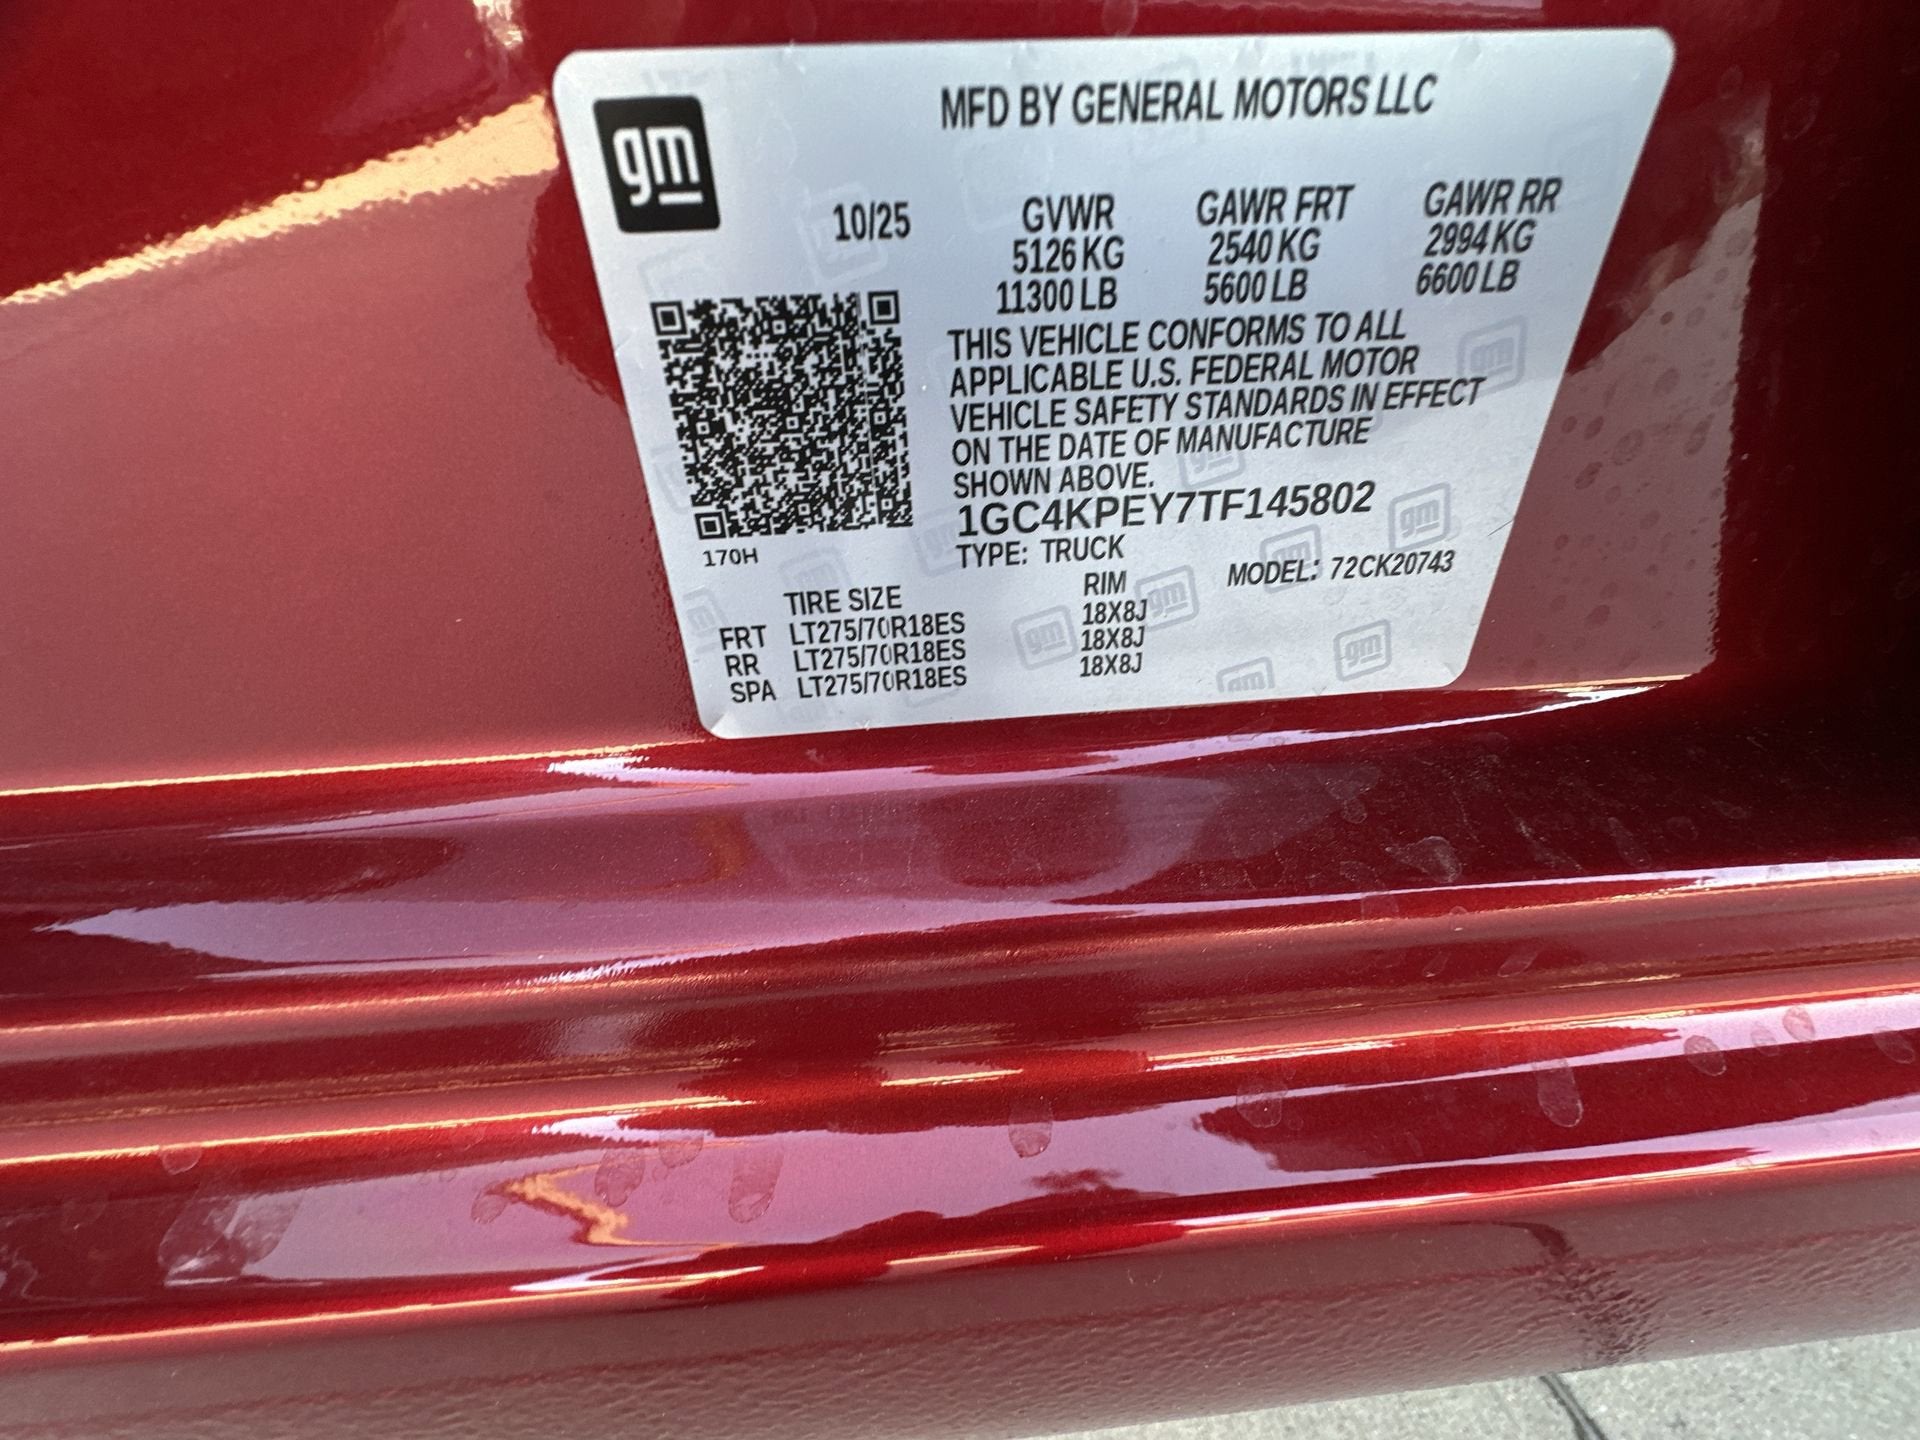 gm
MFD BY GENERAL MOTORS LLC
10/25 GVWR GAWR FRT GAWR RR
5126 KG 2540 KG 2994 KG
11300 LB 5600 LB 6600 LB
THIS VEHICLE CONFORMS TO ALL
APPLICABLE U.S. FEDERAL MOTOR
VEHICLE SAFETY STANDARDS IN EFFECT
ON THE DATE OF MANUFACTURE
SHOWN ABOVE.
1GC4KPEY7TF145802
170H TYPE: TRUCK MODEL: 72CK20743
TIRE SIZE RIM
FRT LT275/70R18ES 18X8J
RR LT275/70R18ES 18X8J
SPA LT275/70R18ES 18X8J